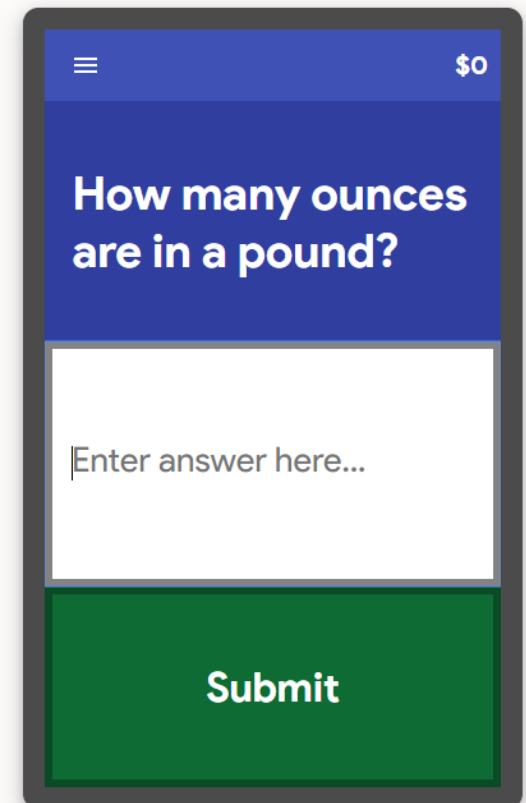 $0
How many ounces
are in a pound?
Enter answer here...
Submit